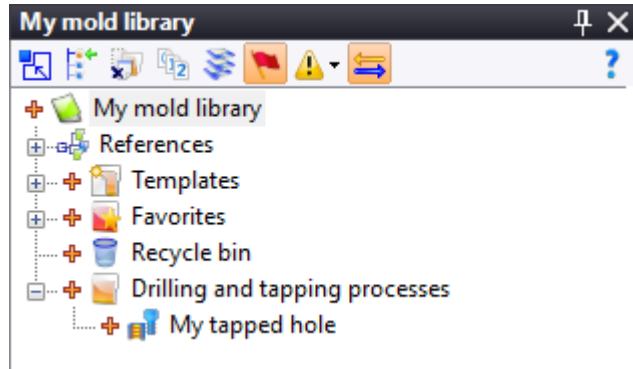 My mold library
My mold library
References
Templates
Favorites
Recycle bin
Drilling and tapping processes
My tapped hole